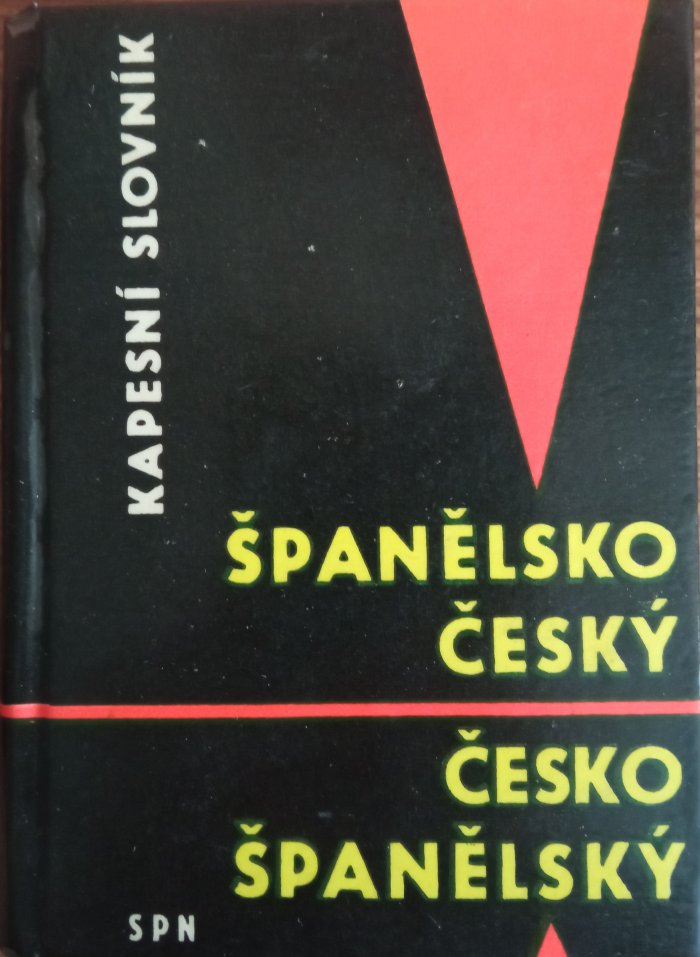 KAPESNÍ SLOVNÍK
ŠPANĚLSKO
ČESKÝ
ČESKO
ŠPANĚLSKÝ
SPN